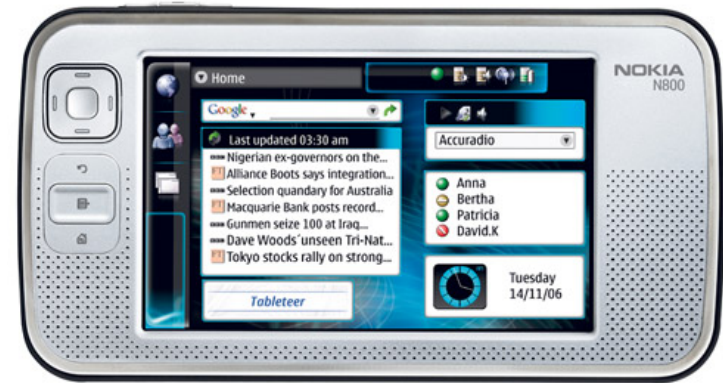 NOKIA
N800
Home
Google
Last updated 03:30 am
Nigerian ex-governors on the...
Alliance Boots says integration...
Selection quandary for Australia
Macquarie Bank posts record...
Gunmen seize 100 at Iraq...
Dave Woods´unseen Tri-Nat...
Tokyo stocks rally on strong...
Tableteer
Accuradio
Anna
Bertha
Patricia
David.K
Tuesday
14/11/06